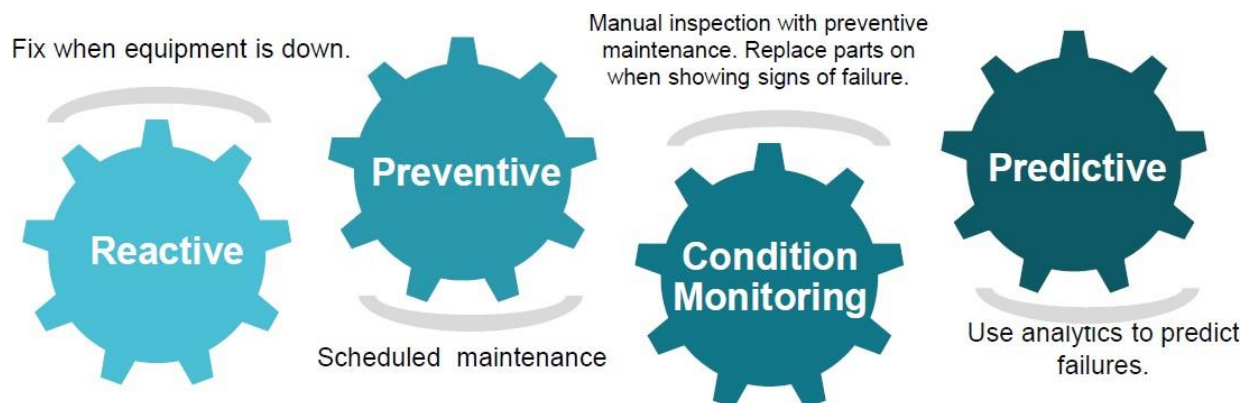 Fix when equipment is down.
Reactive
Preventive
Scheduled maintenance
Manual inspection with preventive
maintenance. Replace parts on
when showing signs of failure.
Condition
Monitoring
Predictive
Use analytics to predict
failures.